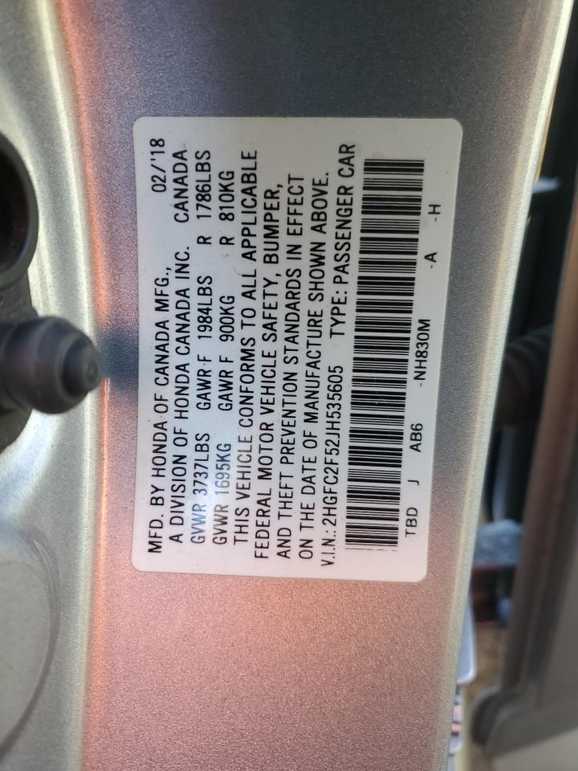 MFD. BY HONDA OF CANADA MFG., 02/'18
A DIVISION OF HONDA CANADA INC. CANADA
GVWR 3737LBS GAWR F 1984LBS R 1786LBS
GVWR 1695KG GAWR F 900KG R 810KG
THIS VEHICLE CONFORMS TO ALL APPLICABLE
FEDERAL MOTOR VEHICLE SAFETY, BUMPER,
AND THEFT PREVENTION STANDARDS IN EFFECT
ON THE DATE OF MANUFACTURE SHOWN ABOVE.
V.I.N.: 2HGFC2F52JH535605 TYPE: PASSENGER CAR
TBD J AB6 -NH830M -A -H